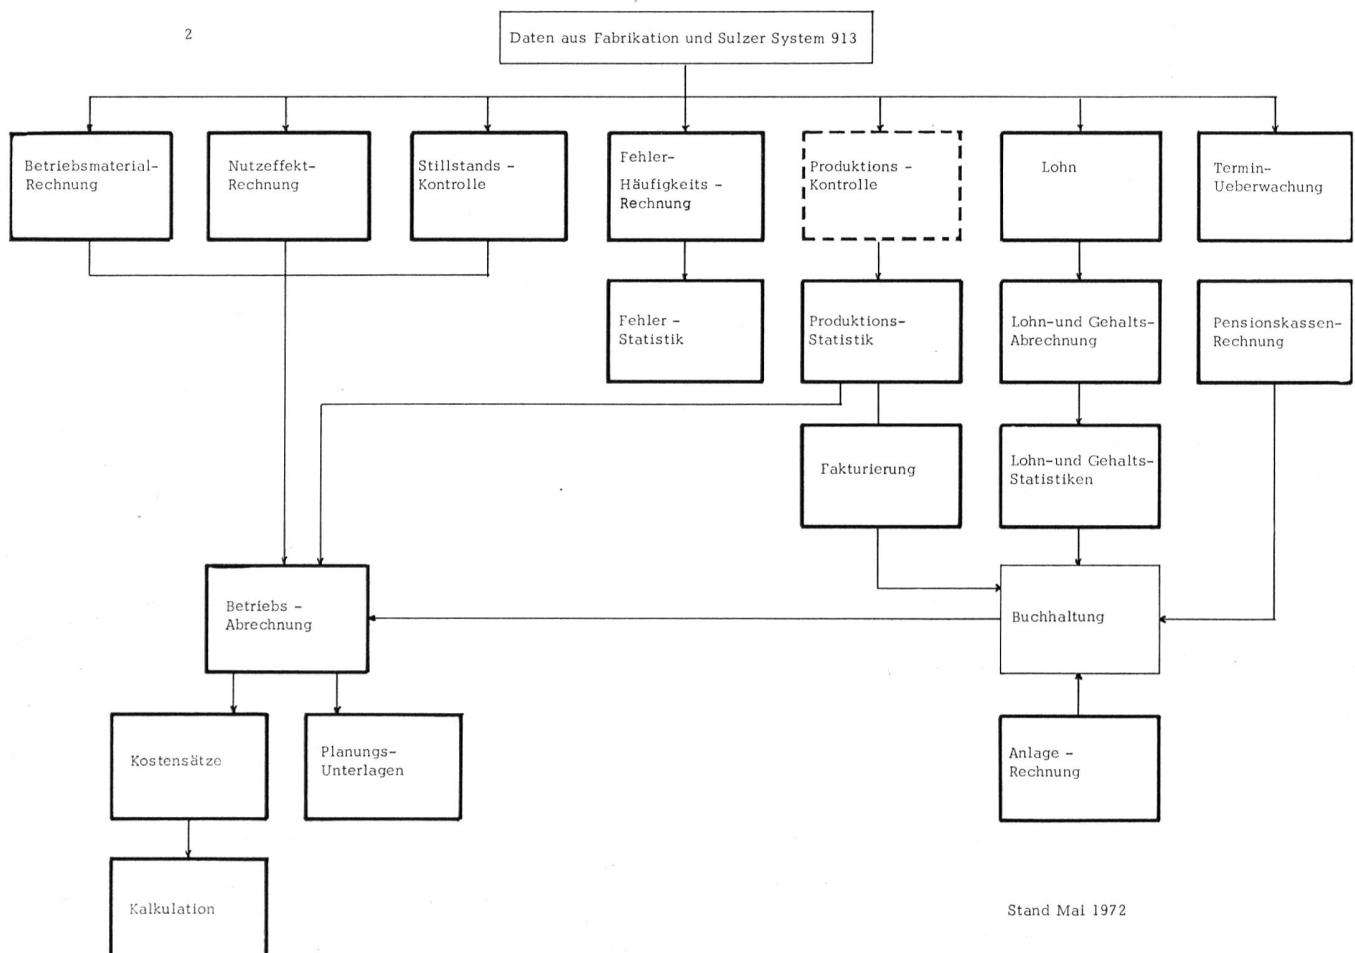 2
Daten aus Fabrikation und Sulzer System 913
Betriebsmaterial-
Rechnung
Nutzeffekt-
Rechnung
Stillstands -
Kontrolle
Fehler-
Häufigkeits -
Rechnung
Produktions -
Kontrolle
Lohn
Termin-
Ueberwachung
Fehler -
Statistik
Produktions-
Statistik
Lohn-und Gehalts-
Abrechnung
Pensionskassen-
Rechnung
Fakturierung
Lohn-und Gehalts-
Statistiken
Betriebs -
Abrechnung
Buchhaltung
Kostensätze
Planungs-
Unterlagen
Anlage -
Rechnung
Kalkulation
Stand Mai 1972